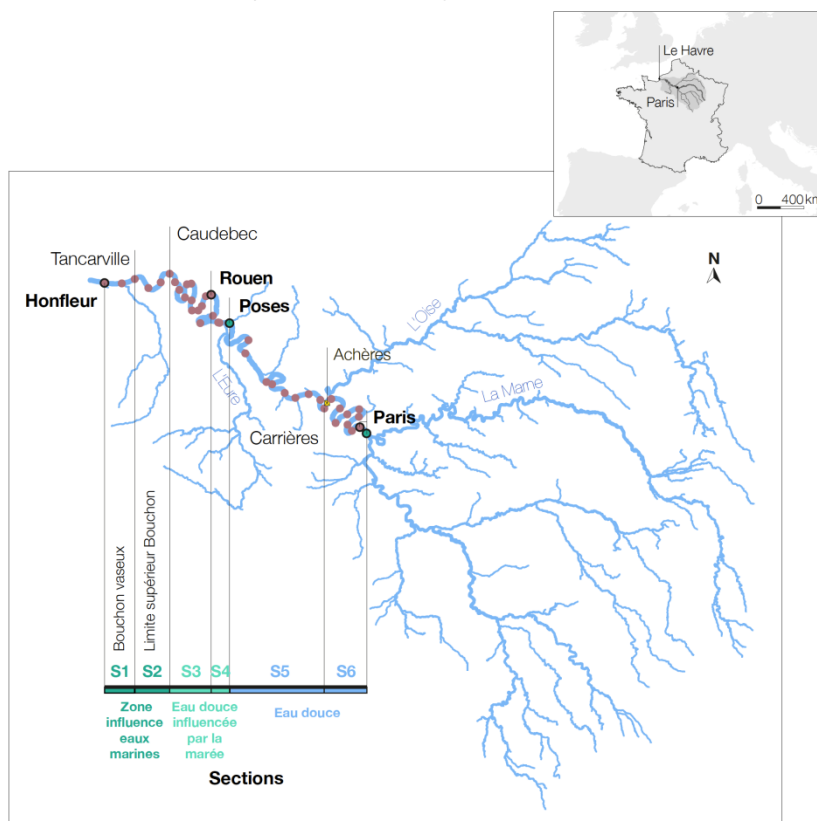 Le Havre
Paris
0 400 km
N
Caudebec
Tancarville
Rouen
Honfleur
Poses
L'Oise
Achères
La Marne
L'Eure
Paris
Carrières
Bouchon vaseux
Limite supérieur Bouchon
S1 S2 S3 S4 S5 S6
Zone
influence
eaux
marines
Eau douce
influencée
par la
marée
Eau douce
Sections